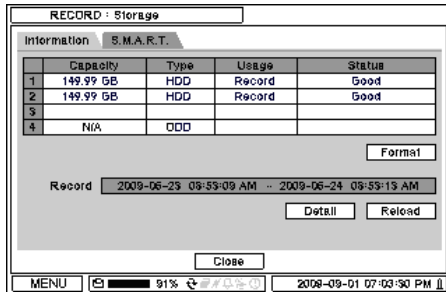 RECORD : Storage
Information S.M.A.R.T.
Capacity Type Usage Status
1 149.99 GB HDD Record Good
2 149.99 GB HDD Record Good
3
4 N/A ODD
Format
Record 2009-06-23 08:53:09 AM ~ 2009-06-24 08:53:13 AM
Detail Reload
Close
MENU 91% 2009-09-01 07:03:30 PM